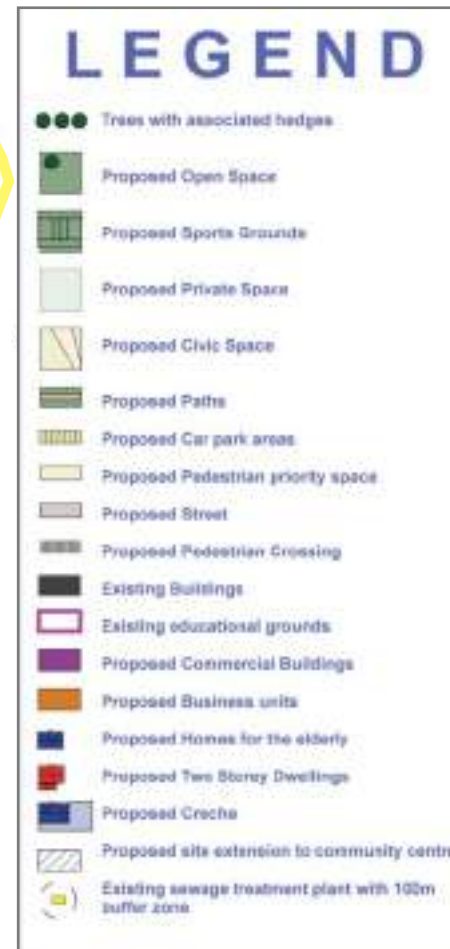 LEGEND
Trees with associated hedges
Proposed Open Space
Proposed Sports Grounds
Proposed Private Space
Proposed Civic Space
Proposed Paths
Proposed Car park areas
Proposed Pedestrian priority space
Proposed Street
Proposed Pedestrian Crossing
Existing Buildings
Existing educational grounds
Proposed Commercial Buildings
Proposed Business units
Proposed Homes for the elderly
Proposed Two Storey Dwellings
Proposed Creche
Proposed site extension to community centr
Existing sewage treatment plant with 100m
buffer zone